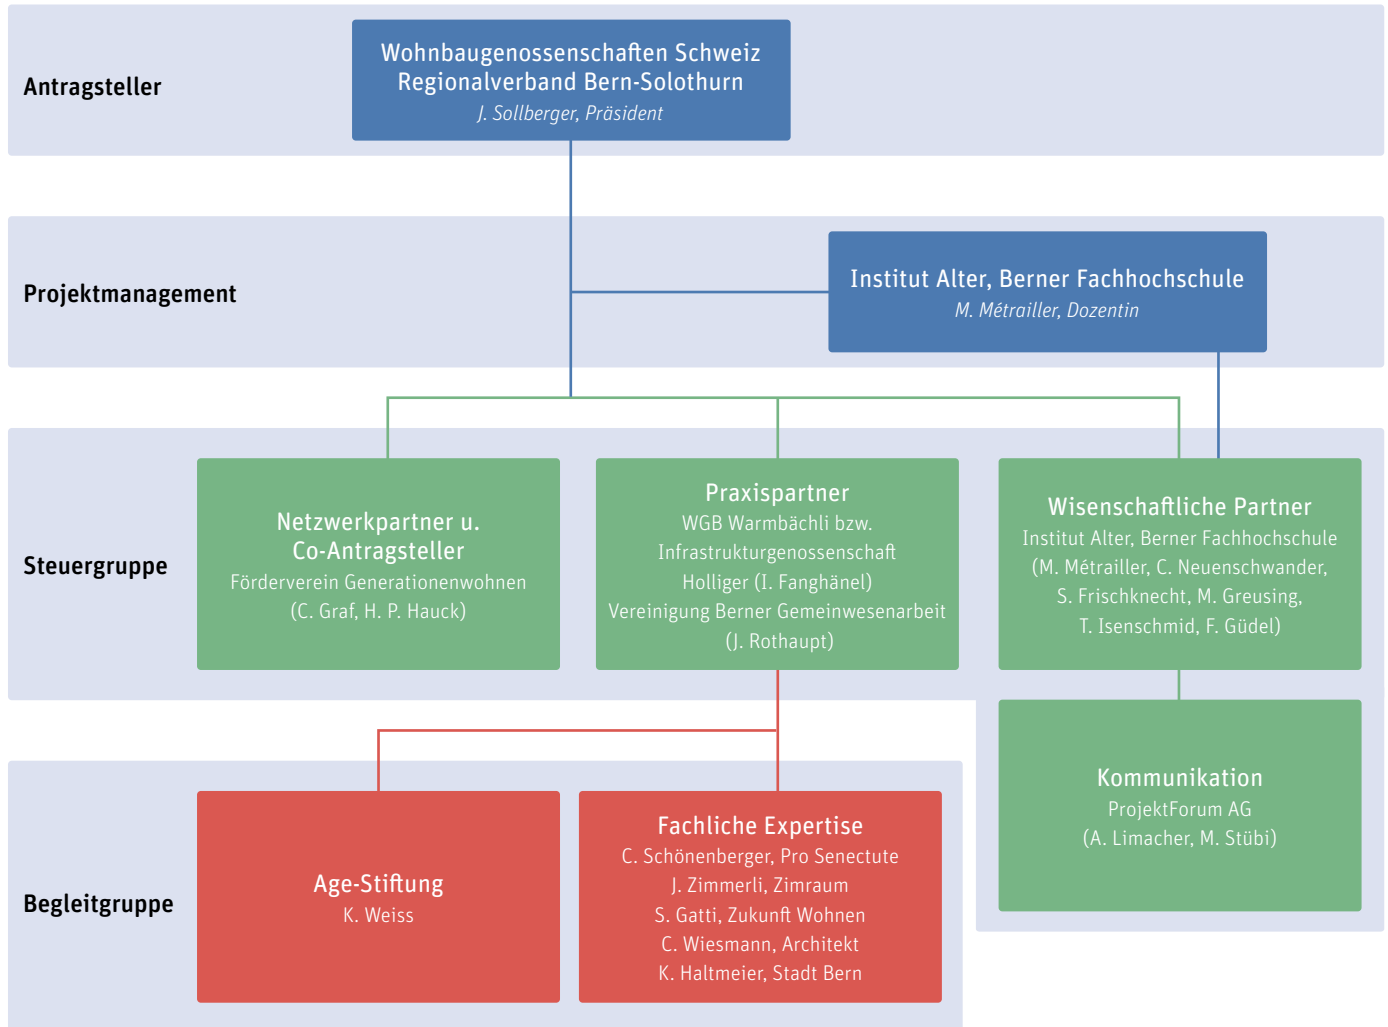 Antragsteller
Wohnbaugenossenschaften Schweiz
Regionalverband Bern-Solothurn
J. Sollberger, Präsident
Projektmanagement
Institut Alter, Berner Fachhochschule
M. Métrailler, Dozentin
Steuergruppe
Netzwerkpartner u.
Co-Antragsteller
Förderverein Generationenwohnen
(C. Graf, H. P. Hauck)
Praxispartner
WGB Warmbächli bzw.
Infrastrukturgenossenschaft
Holliger (I. Fanghänel)
Vereinigung Berner Gemeinwesenarbeit
(J. Rothaupt)
Wisenschaftliche Partner
Institut Alter, Berner Fachhochschule
(M. Métrailler, C. Neuenschwander,
S. Frischknecht, M. Greusing,
T. Isenschmid, F. Güdel)
Kommunikation
ProjektForum AG
(A. Limacher, M. Stübi)
Begleitgruppe
Age-Stiftung
K. Weiss
Fachliche Expertise
C. Schönenberger, Pro Senectute
J. Zimmerli, Zimraum
S. Gatti, Zukunft Wohnen
C. Wiesmann, Architekt
K. Haltmeier, Stadt Bern